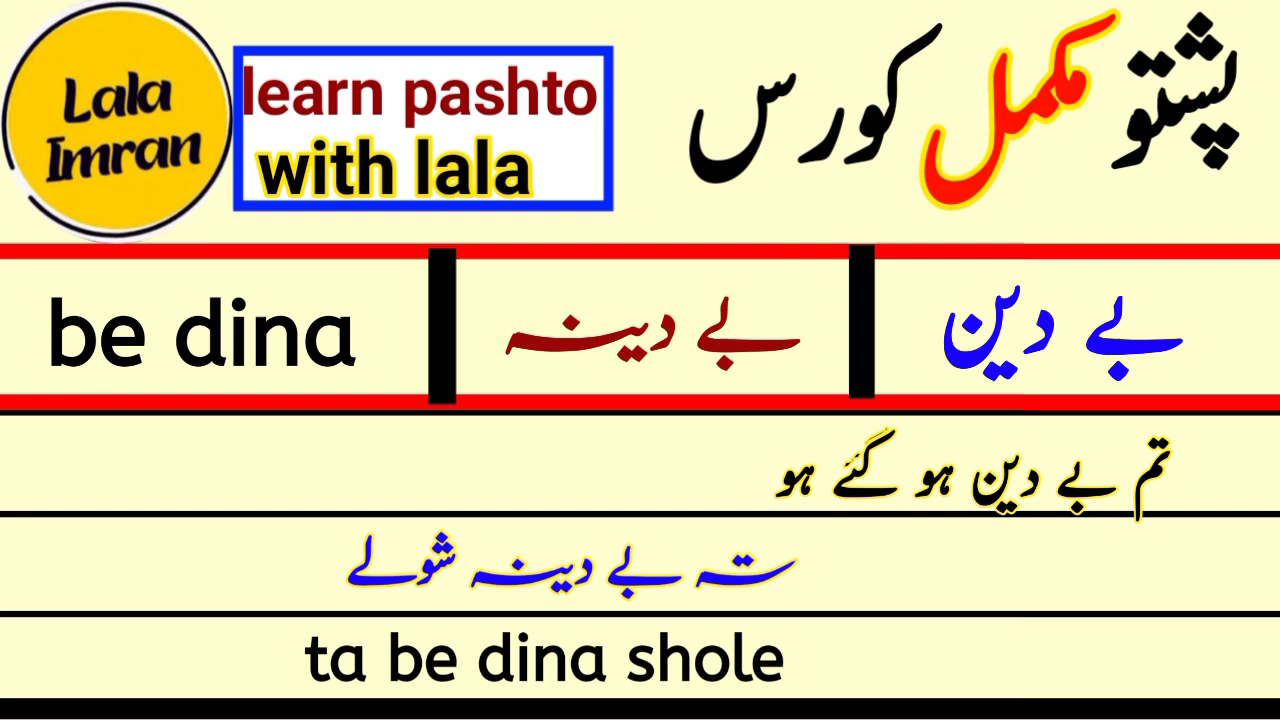 Lala
Imran
learn pashto
with lala
پشتو مکمل کورس
be dina
بے دینہ
بے دین
تم بے دین ہو گئے ہو
تہ بے دینہ شولے
ta be dina shole